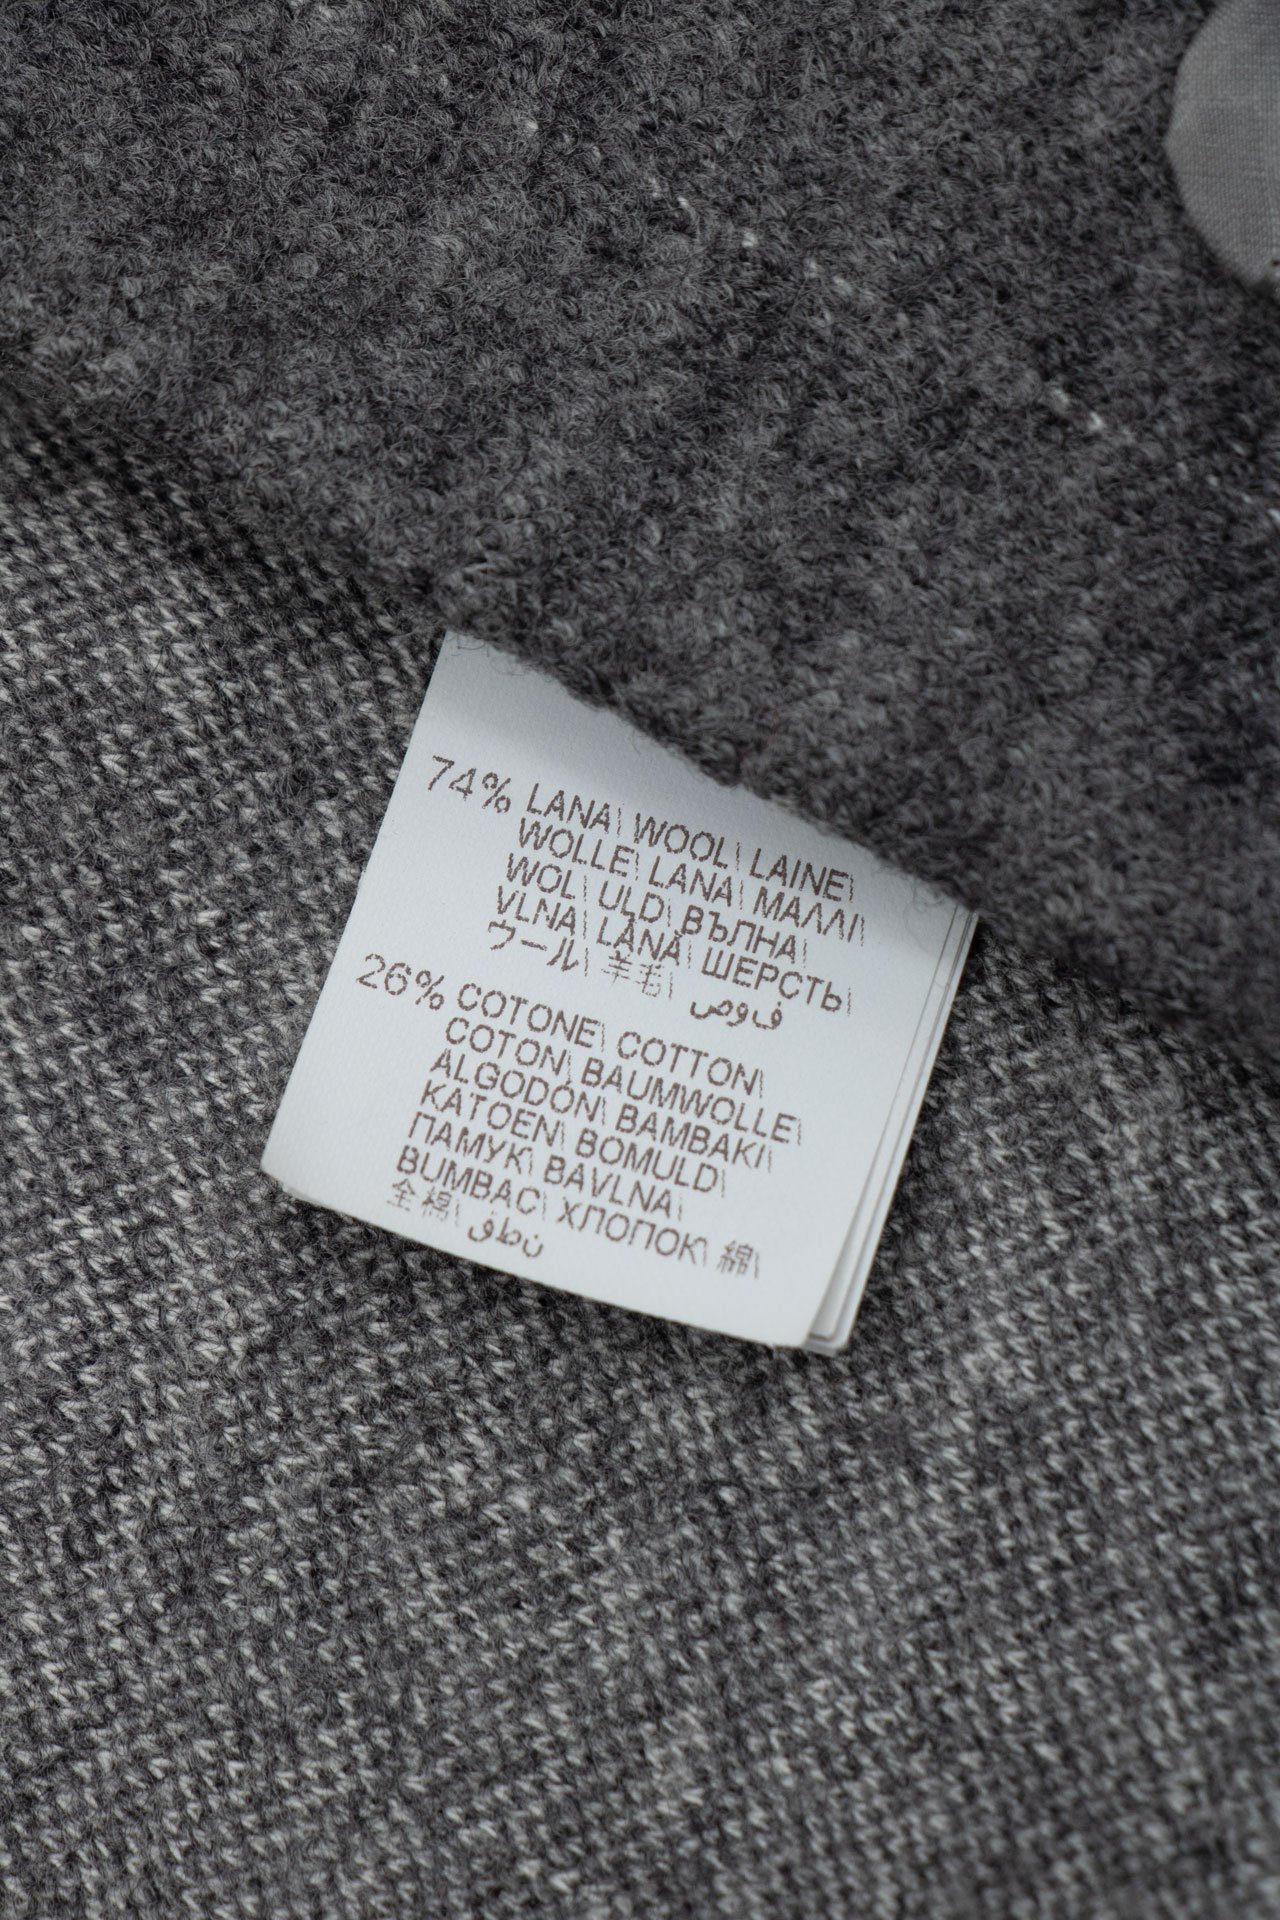 74% LANA\ WOOL\ LAINE\
WOLLE\ LANA\ ΜΑΛΛΙ\
WOL\ ULD\ ВЪЛНА\
VLNA\ LÂNĂ\ ШЕРСТЬ\
ウール\ 羊毛\ ﺹﻭﻑ
26% COTONE\ COTTON\
COTON\ BAUMWOLLE\
ALGODÓN\ BAMBAKI\
KATOEN\ BOMULD\
ПАМУК\ BAVLNA\
BUMBAC\ ХЛОПОК\ 綿\
全棉\ ﻕﻁﻥ